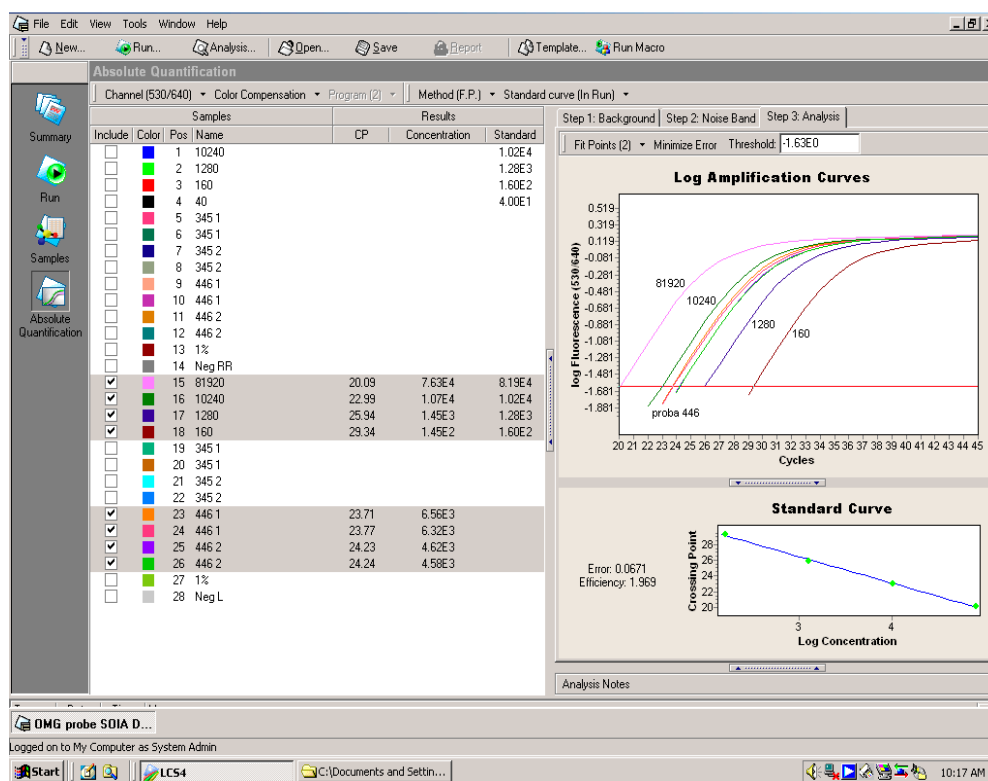 File Edit View Tools Window Help
New... Run... Analysis... Open... Save Report Template... Run Macro
Absolute Quantification
Channel (530/640) Color Compensation Program (2) Method (F.P.) Standard curve (In Run)
Summary
Run
Samples
Absolute
Quantification
Samples Results
Include Color Pos Name CP Concentration Standard
1 10240 1.02E4
2 1280 1.28E3
3 160 1.60E2
4 40 4.00E1
5 345 1
6 345 1
7 345 2
8 345 2
9 446 1
10 446 1
11 446 2
12 446 2
13 1%
14 Neg RR
15 81920 20.09 7.63E4 8.19E4
16 10240 22.99 1.07E4 1.02E4
17 1280 25.94 1.45E3 1.28E3
18 160 29.34 1.45E2 1.60E2
19 345 1
20 345 1
21 345 2
22 345 2
23 446 1 23.71 6.56E3
24 446 1 23.77 6.32E3
25 446 2 24.23 4.62E3
26 446 2 24.24 4.58E3
27 1%
28 Neg L
Step 1: Background Step 2: Noise Band Step 3: Analysis
Fit Points (2) Minimize Error Threshold: -1.63E0
Log Amplification Curves
log Fluorescence (530/640)
0.519
0.319
0.119
-0.081
-0.281
-0.481
-0.681
-0.881
-1.081
-1.281
-1.481
-1.681
-1.881
81920
10240
1280
160
proba 446
20 21 22 23 24 25 26 27 28 29 30 31 32 33 34 35 36 37 38 39 40 41 42 43 44 45
Cycles
Standard Curve
Error: 0.0671
Efficiency: 1.969
Crossing Point
28
26
24
22
20
3 4
Log Concentration
Analysis Notes
OMG probe SOIA D...
Logged on to My Computer as System Admin
Start LCS4 C:\Documents and Settin... 10:17 AM